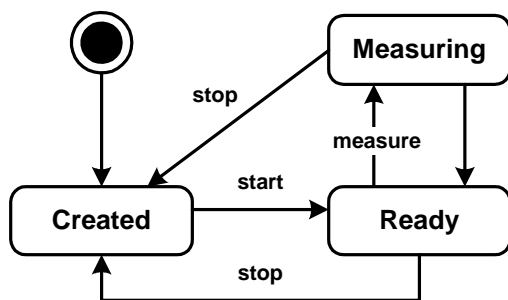 Measuring
stop
measure
start
Created
Ready
stop